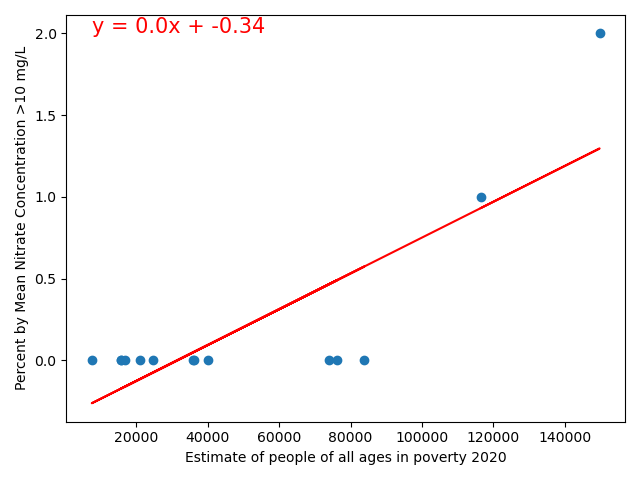 y = 0.0x + -0.34
2.0
1.5
1.0
0.5
0.0
Percent by Mean Nitrate Concentration >10 mg/L
20000 40000 60000 80000 100000 120000 140000
Estimate of people of all ages in poverty 2020